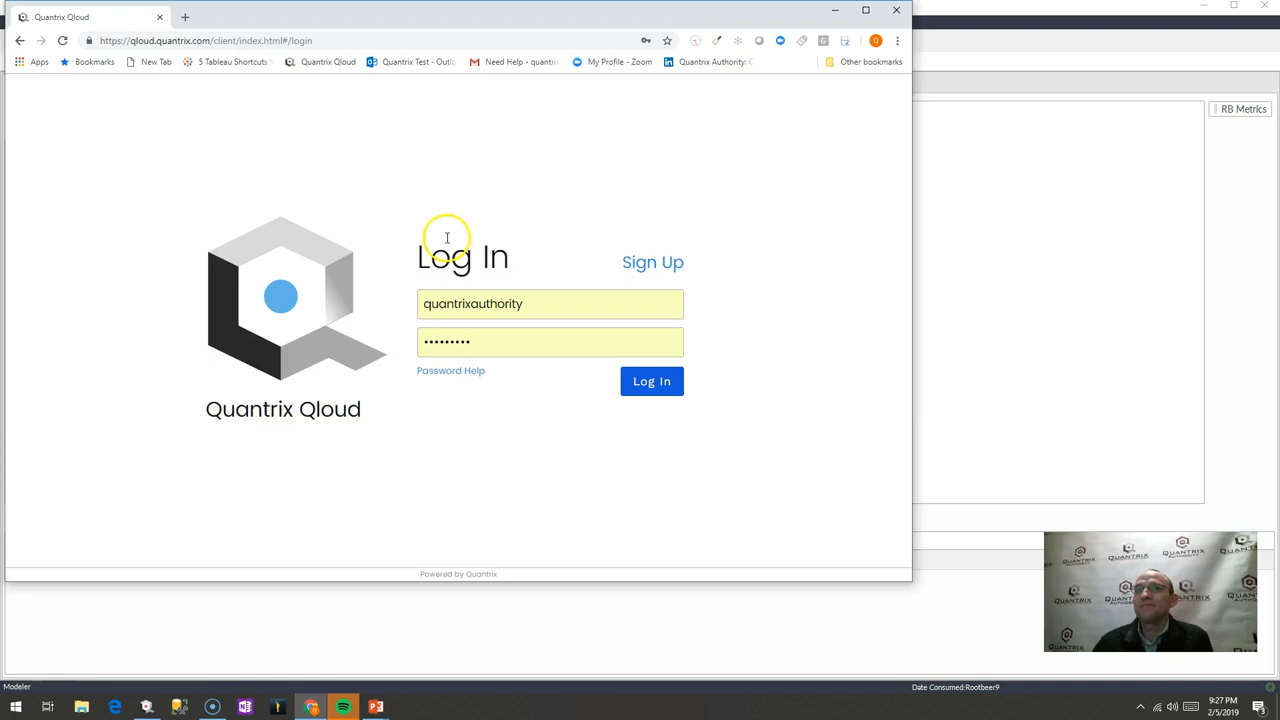 Quantrix Qloud
https://qloud.quantrix.com/client/index.html#/login
Apps
Bookmarks
New Tab
5 Tableau Shortcuts
Quantrix Qloud
Quantrix Test - Outlo
Need Help - quantrix
My Profile - Zoom
Quantrix Authority:
Other bookmarks
RB Metrics
Log In
Sign Up
quantrixauthority
•••••••••
Password Help
Log In
Quantrix Qloud
Powered by Quantrix
QUANTRIX
Modeler
Date Consumed:Rootbeer9
9:27 PM
2/5/2019